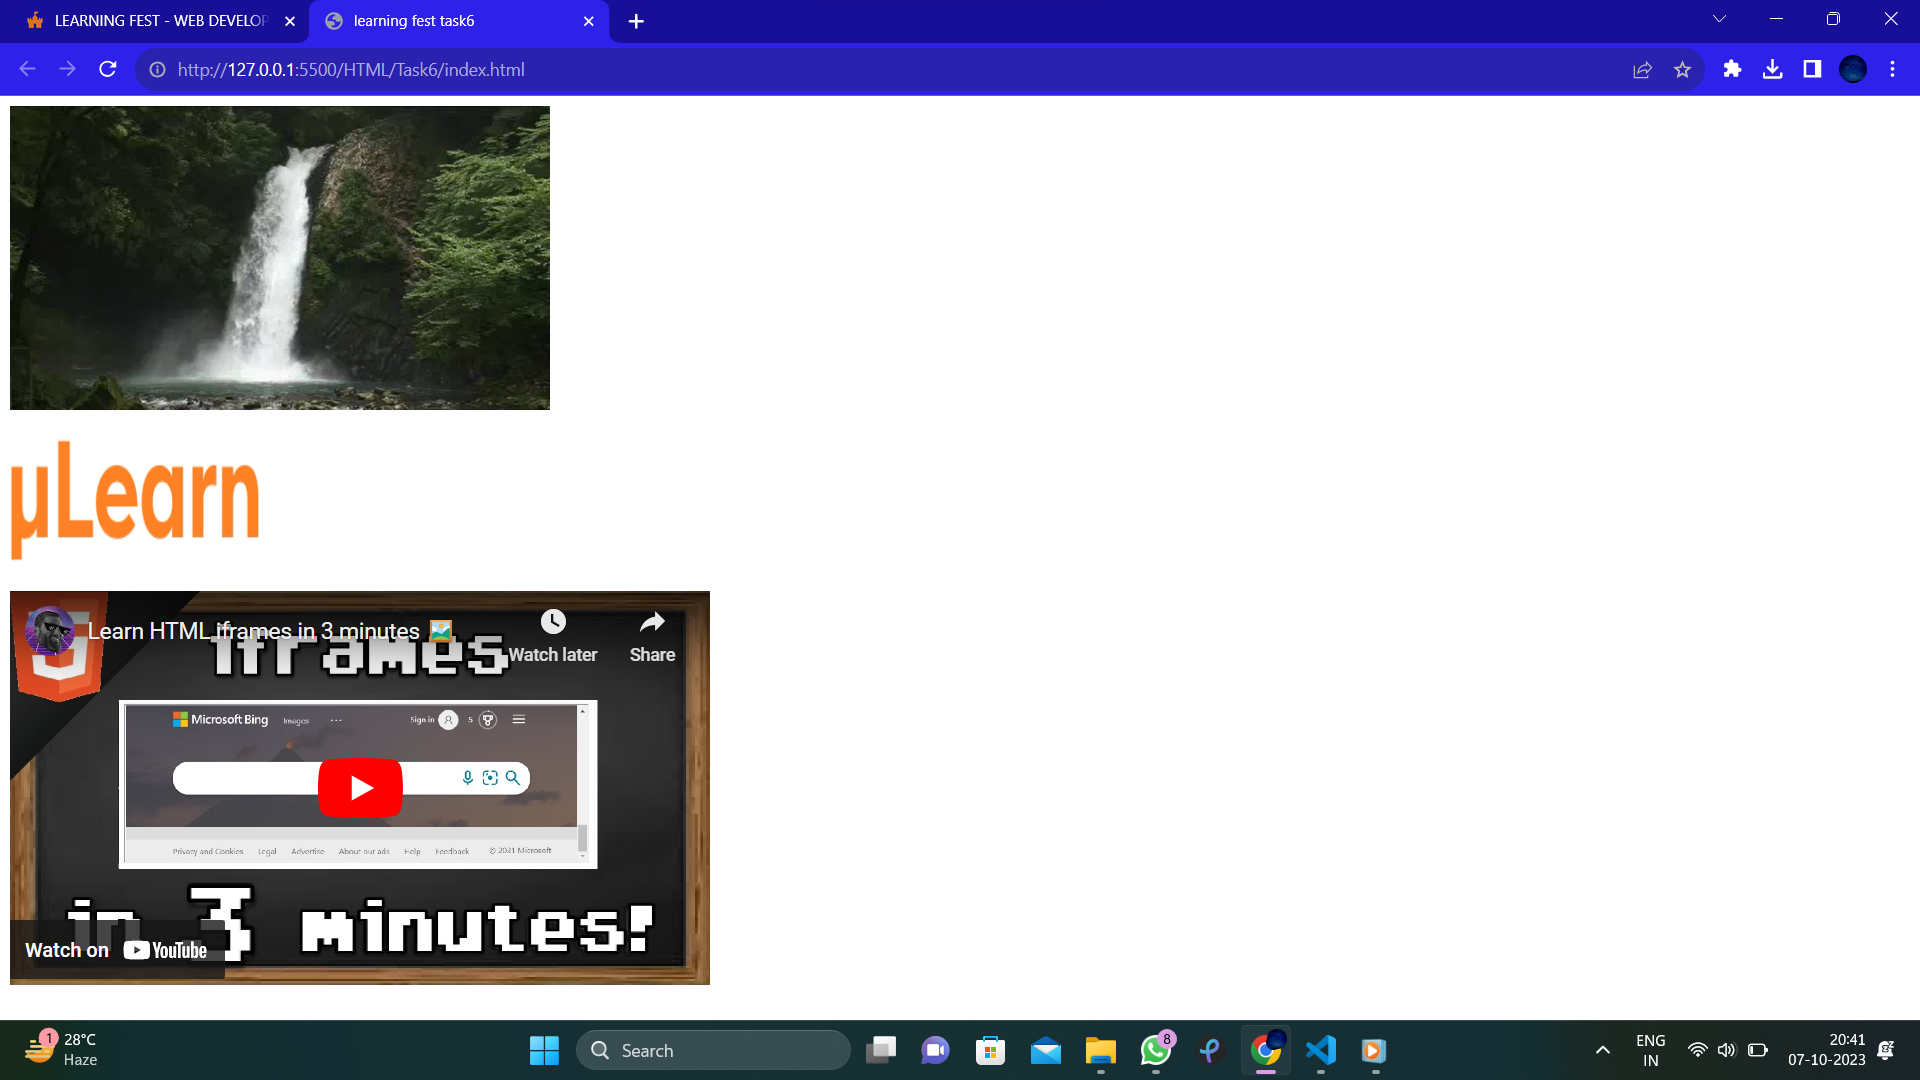 LEARNING FEST - WEB DEVELOP
learning fest task6
http://127.0.0.1:5500/HTML/Task6/index.html
µLearn
Learn HTML iframes in 3 minutes
Watch later
Share
iframes
Microsoft Bing
Images
Sign in
5
Privacy and Cookies
Legal
Advertise
About our ads
Help
Feedback
© 2021 Microsoft
in 3 minutes!
Watch on YouTube
1
28°C
Haze
Search
8
ENG
IN
20:41
07-10-2023